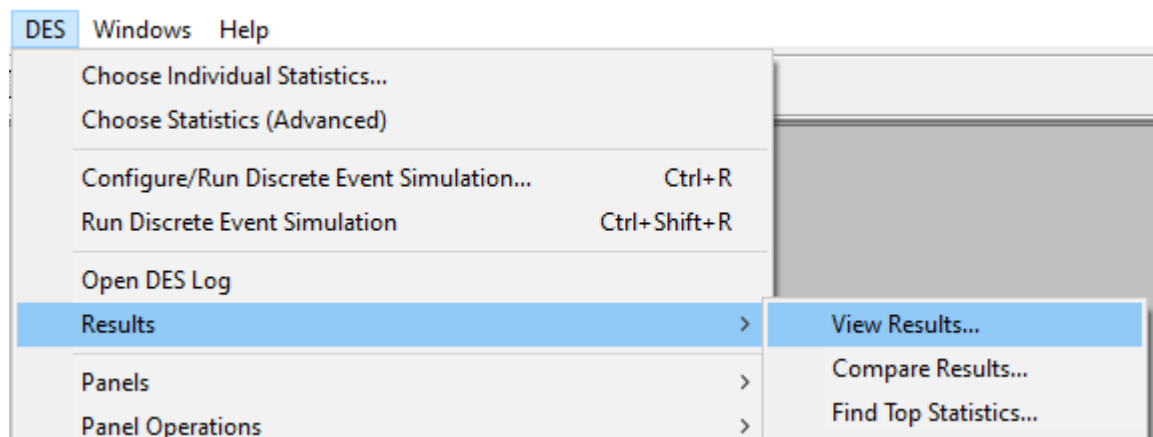 DES Windows Help
Choose Individual Statistics...
Choose Statistics (Advanced)
Configure/Run Discrete Event Simulation... Ctrl+R
Run Discrete Event Simulation Ctrl+Shift+R
Open DES Log
Results > View Results...
Compare Results...
Panels >
Find Top Statistics...
Panel Operations >